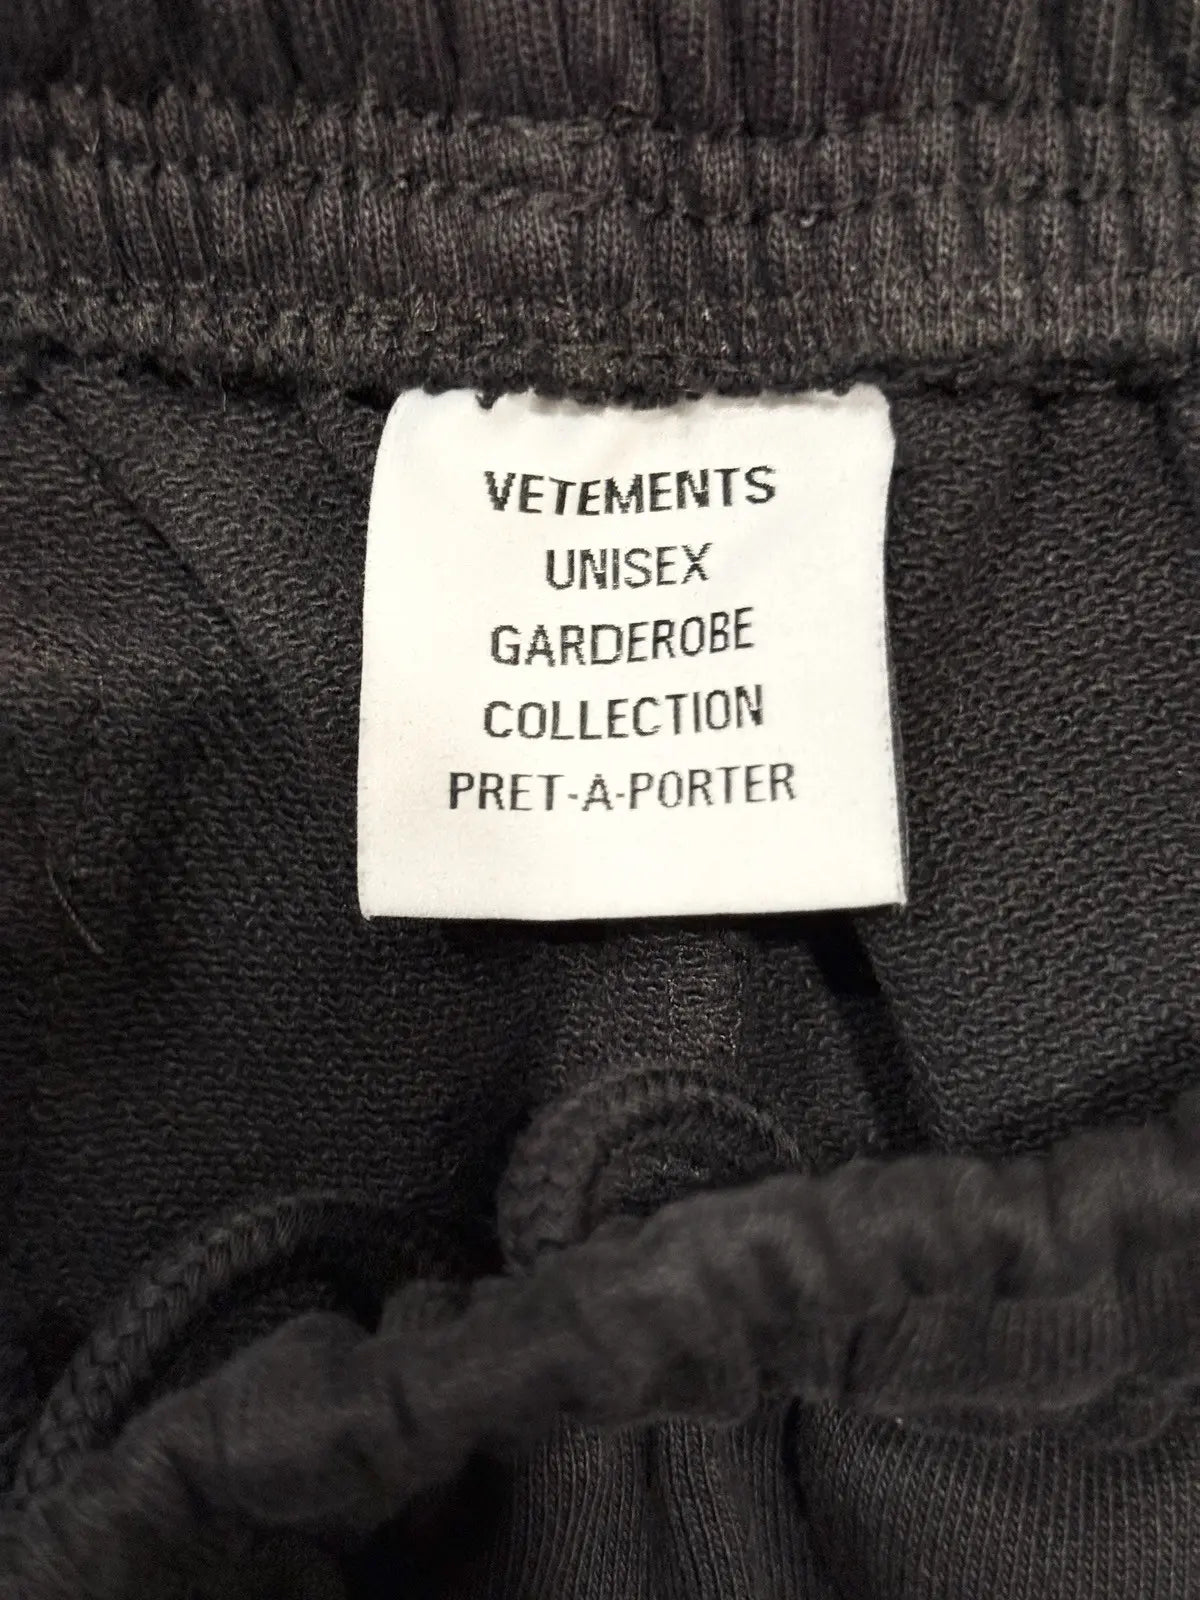 VETEMENTS
UNISEX
GARDEROBE
COLLECTION
PRET-A-PORTER